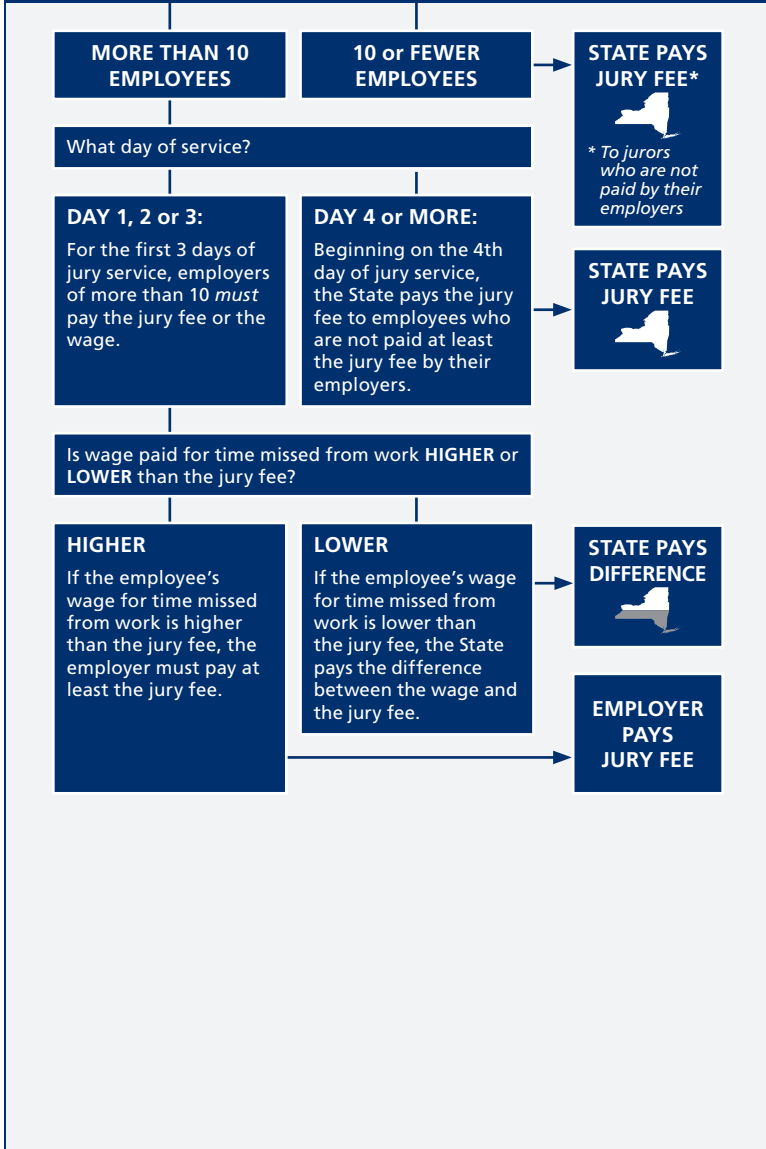 MORE THAN 10
EMPLOYEES
10 or FEWER
EMPLOYEES
STATE PAYS
JURY FEE*
* To jurors
who are not
paid by their
employers
What day of service?
DAY 1, 2 or 3:
For the first 3 days of
jury service, employers
of more than 10 must
pay the jury fee or the
wage.
DAY 4 or MORE:
Beginning on the 4th
day of jury service,
the State pays the jury
fee to employees who
are not paid at least
the jury fee by their
employers.
STATE PAYS
JURY FEE
Is wage paid for time missed from work HIGHER or
LOWER than the jury fee?
HIGHER
If the employee's
wage for time missed
from work is higher
than the jury fee, the
employer must pay at
least the jury fee.
LOWER
If the employee's wage
for time missed from
work is lower than
the jury fee, the State
pays the difference
between the wage and
the jury fee.
STATE PAYS
DIFFERENCE
EMPLOYER
PAYS
JURY FEE